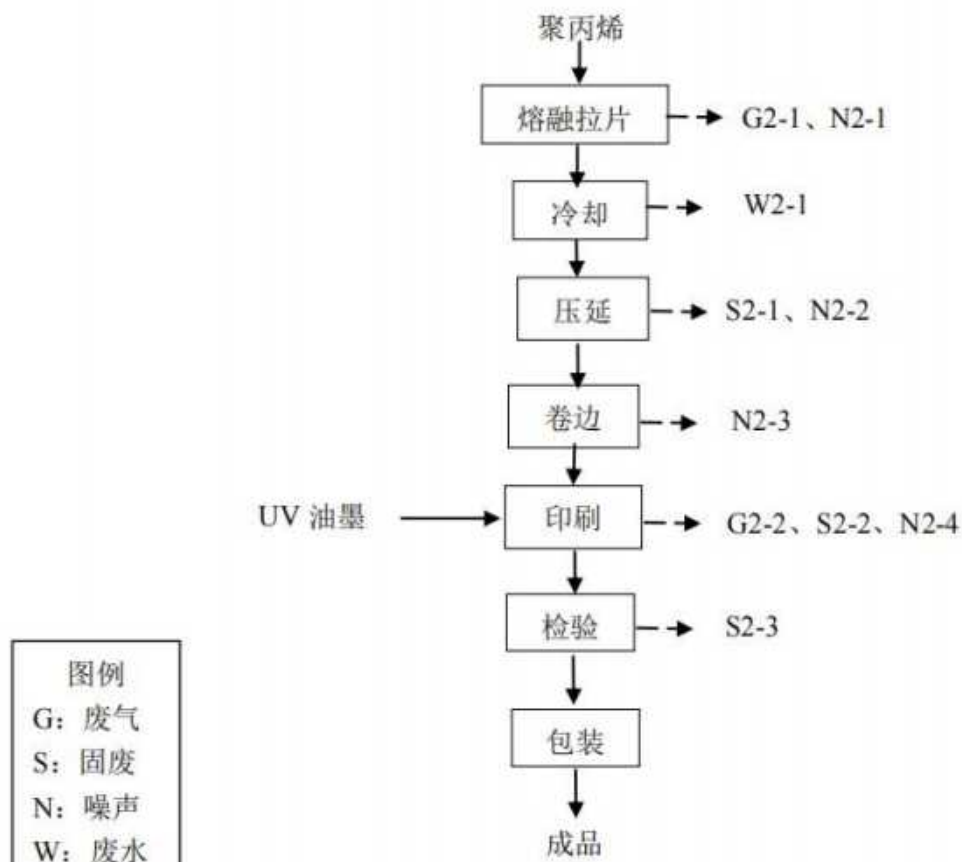 聚丙烯
熔融拉片
G2-1、N2-1
冷却
W2-1
压延
S2-1、N2-2
卷边
N2-3
UV 油墨
印刷
G2-2、S2-2、N2-4
检验
S2-3
包装
成品
图例
G：废气
S：固废
N：噪声
W：废水